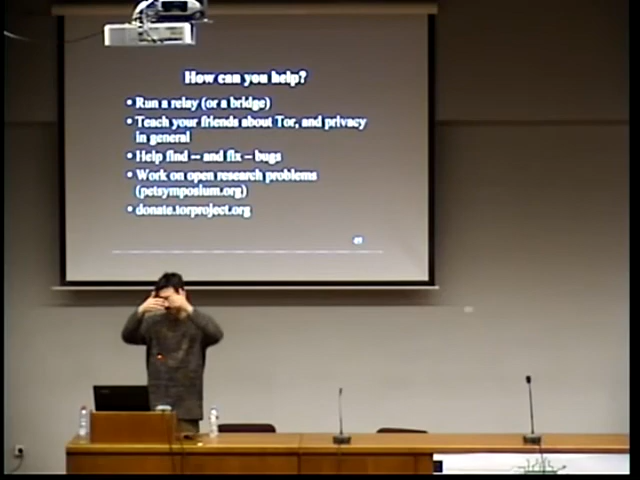 How can you help?
• Run a relay (or a bridge)
• Teach your friends about Tor, and privacy
in general
• Help find – and fix – bugs
• Work on open research problems
(petsymposium.org)
• donate.torproject.org